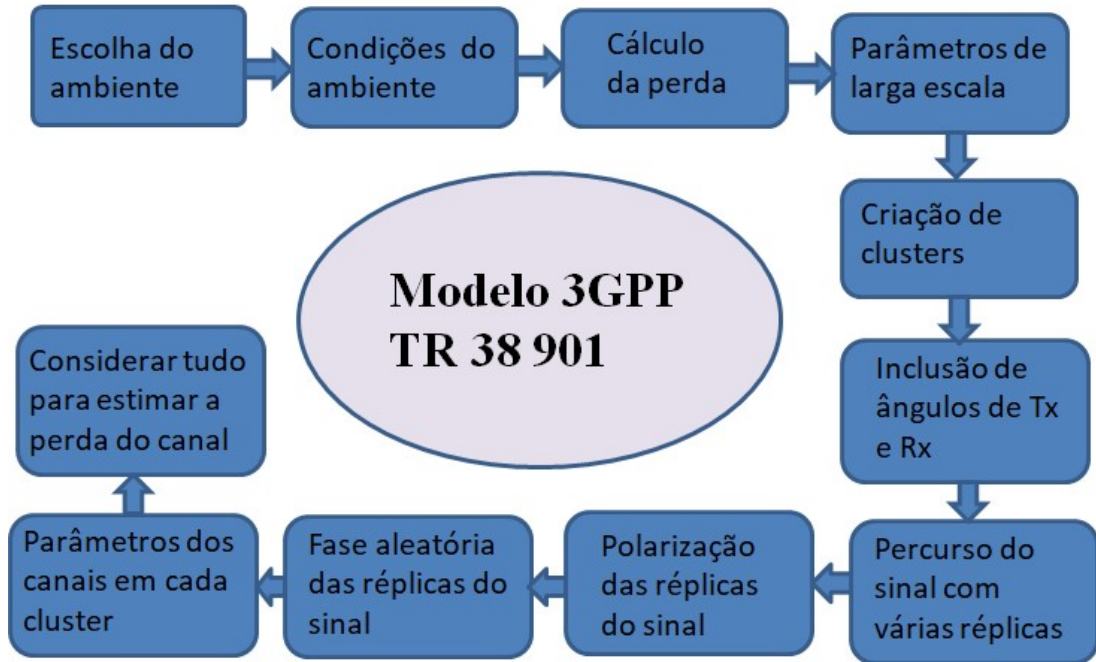 Escolha do
ambiente
Condições do
ambiente
Cálculo
da perda
Parâmetros de
larga escala
Criação de
clusters
Inclusão de
ângulos de Tx
e Rx
Percurso do
sinal com
várias réplicas
Polarização
das réplicas
do sinal
Fase aleatória
das réplicas do
sinal
Parâmetros dos
canais em cada
cluster
Considerar tudo
para estimar a
perda do canal
Modelo 3GPP
TR 38 901